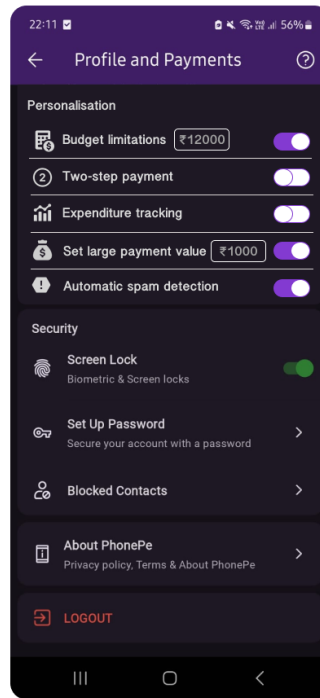 22:11 56%
Profile and Payments
Personalisation
Budget limitations ₹12000
2 Two-step payment
Expenditure tracking
Set large payment value ₹1000
Automatic spam detection
Security
Screen Lock
Biometric & Screen locks
Set Up Password
Secure your account with a password
Blocked Contacts
About PhonePe
Privacy policy, Terms & About PhonePe
LOGOUT